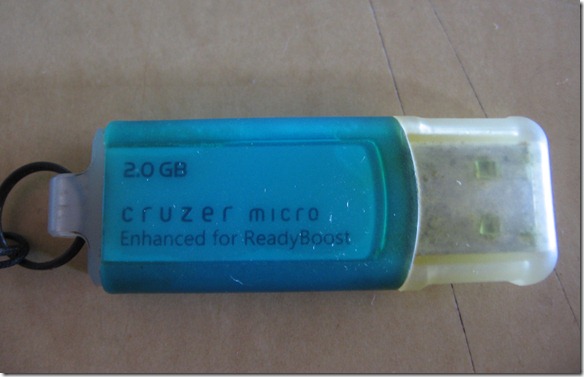 2.0 GB
cruzer micro
Enhanced for ReadyBoost